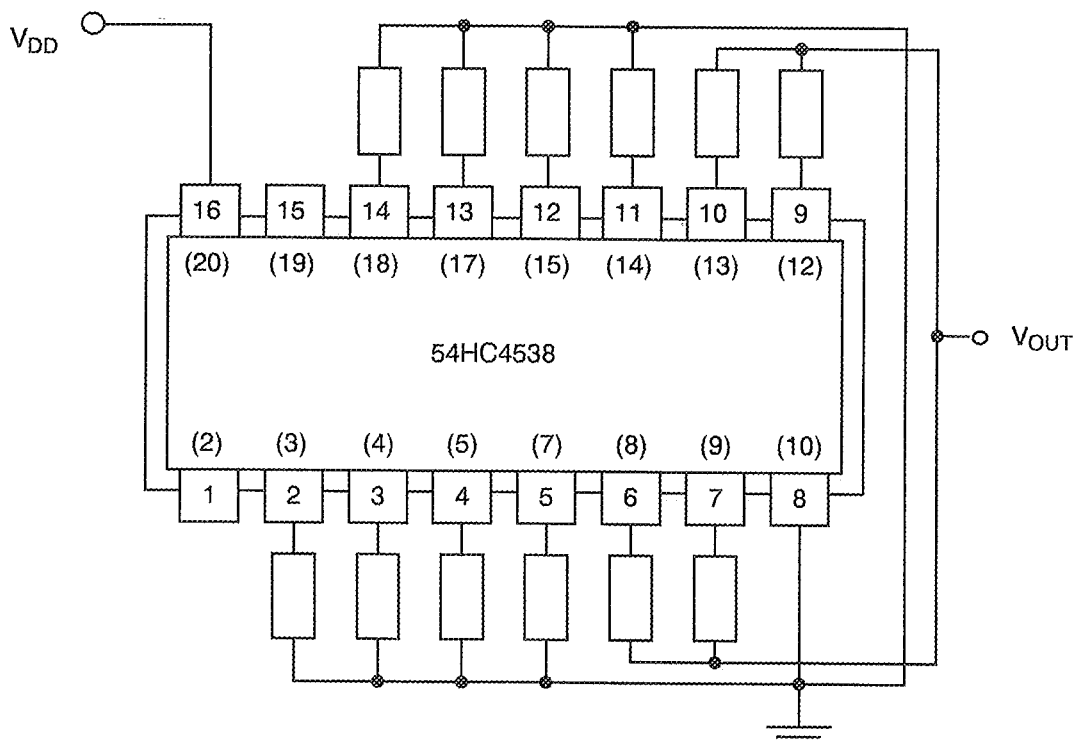 V_DD
16 15 14 13 12 11 10 9
(20) (19) (18) (17) (15) (14) (13) (12)
54HC4538
V_OUT
(2) (3) (4) (5) (7) (8) (9) (10)
1 2 3 4 5 6 7 8